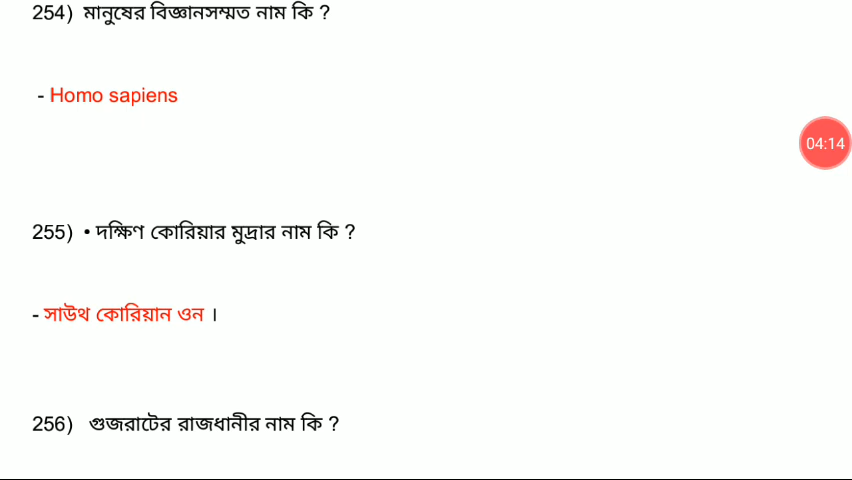 254) মানুষের বিজ্ঞানসম্মত নাম কি ?
- Homo sapiens
04:14
255) • দক্ষিণ কোরিয়ার মুদ্রার নাম কি ?
- সাউথ কোরিয়ান ওন ।
256) গুজরাটের রাজধানীর নাম কি ?